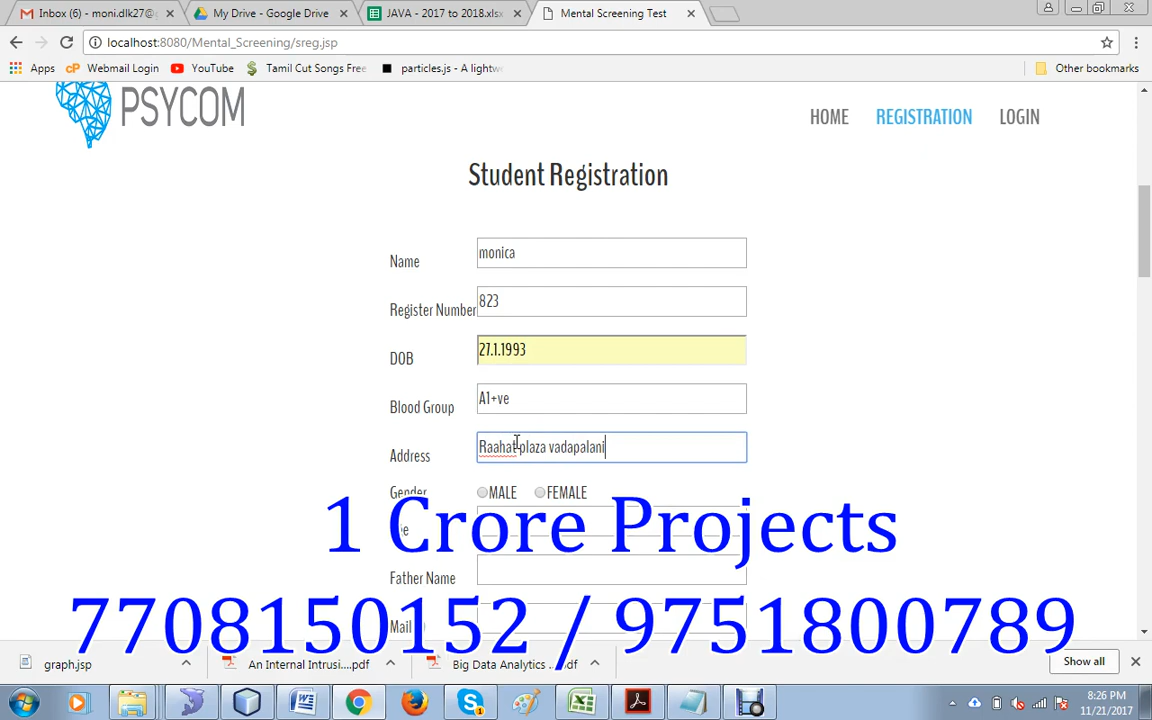 Inbox (6) - moni.dlk27@
My Drive - Google Drive
JAVA - 2017 to 2018.xlsx
Mental Screening Test
localhost:8080/Mental_Screening/sreg.jsp
Apps
Webmail Login
YouTube
Tamil Cut Songs Free
particles.js - A lightw
Other bookmarks
PSYCOM
HOME
REGISTRATION
LOGIN
Student Registration
Name
monica
Register Number
823
DOB
27.1.1993
Blood Group
A1+ve
Address
Raahat plaza vadapalani
Gender
MALE
FEMALE
1 Crore Projects
Father Name
Mail
7708150152 / 9751800789
graph.jsp
An Internal Intrusi....pdf
Big Data Analytics
df
Show all
8:26 PM
11/21/2017